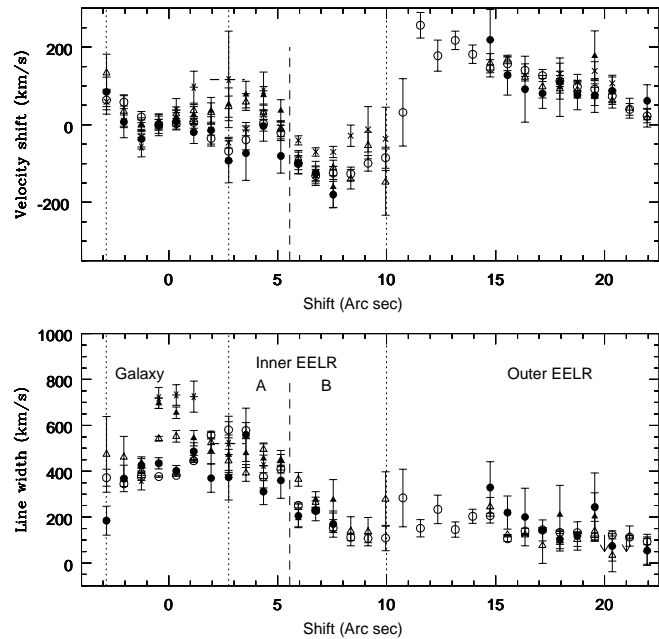 Velocity shift (km/s)
200
0
-200
0
5
10
15
20
Shift (Arc sec)
Line width (km/s)
1000
800
600
400
200
0
Galaxy
Inner EELR
A
B
Outer EELR
0
5
10
15
20
Shift (Arc sec)